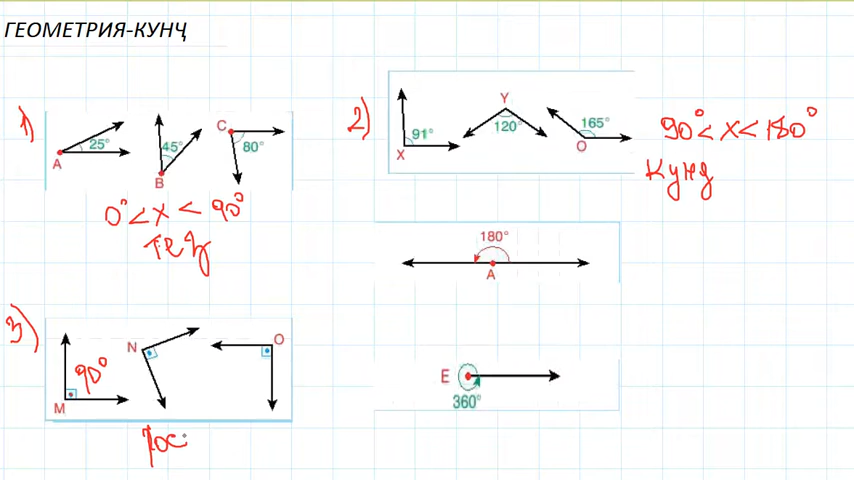 ГЕОМЕТРИЯ-КУНҶ
1)
25°
A
45°
B
C
80°
0° < x < 90°
тез
2)
91°
X
Y
120°
165°
O
90° < x < 180°
Кунд
180°
A
3)
90°
M
N
O
рос
E
360°